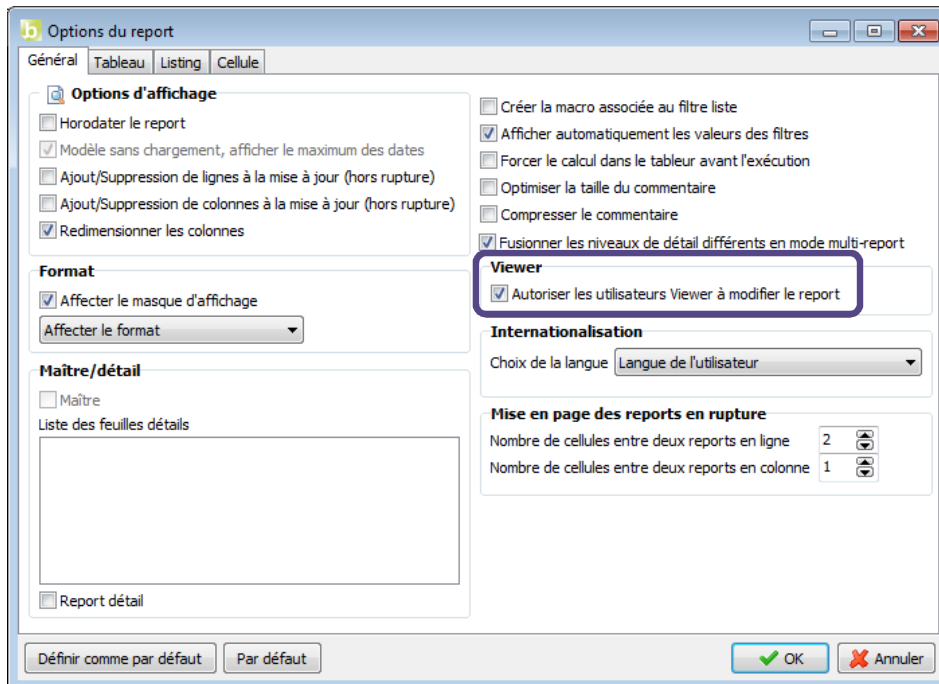 Options du report
Général Tableau Listing Cellule
Options d'affichage
Horodater le report
Modèle sans chargement, afficher le maximum des dates
Ajout/Suppression de lignes à la mise à jour (hors rupture)
Ajout/Suppression de colonnes à la mise à jour (hors rupture)
Redimensionner les colonnes
Format
Affecter le masque d'affichage
Affecter le format
Maître/détail
Maître
Liste des feuilles détails
Report détail
Créer la macro associée au filtre liste
Afficher automatiquement les valeurs des filtres
Forcer le calcul dans le tableur avant l'exécution
Optimiser la taille du commentaire
Compresser le commentaire
Fusionner les niveaux de détail différents en mode multi-report
Viewer
Autoriser les utilisateurs Viewer à modifier le report
Internationalisation
Choix de la langue Langue de l'utilisateur
Mise en page des reports en rupture
Nombre de cellules entre deux reports en ligne 2
Nombre de cellules entre deux reports en colonne 1
Définir comme par défaut Par défaut OK Annuler